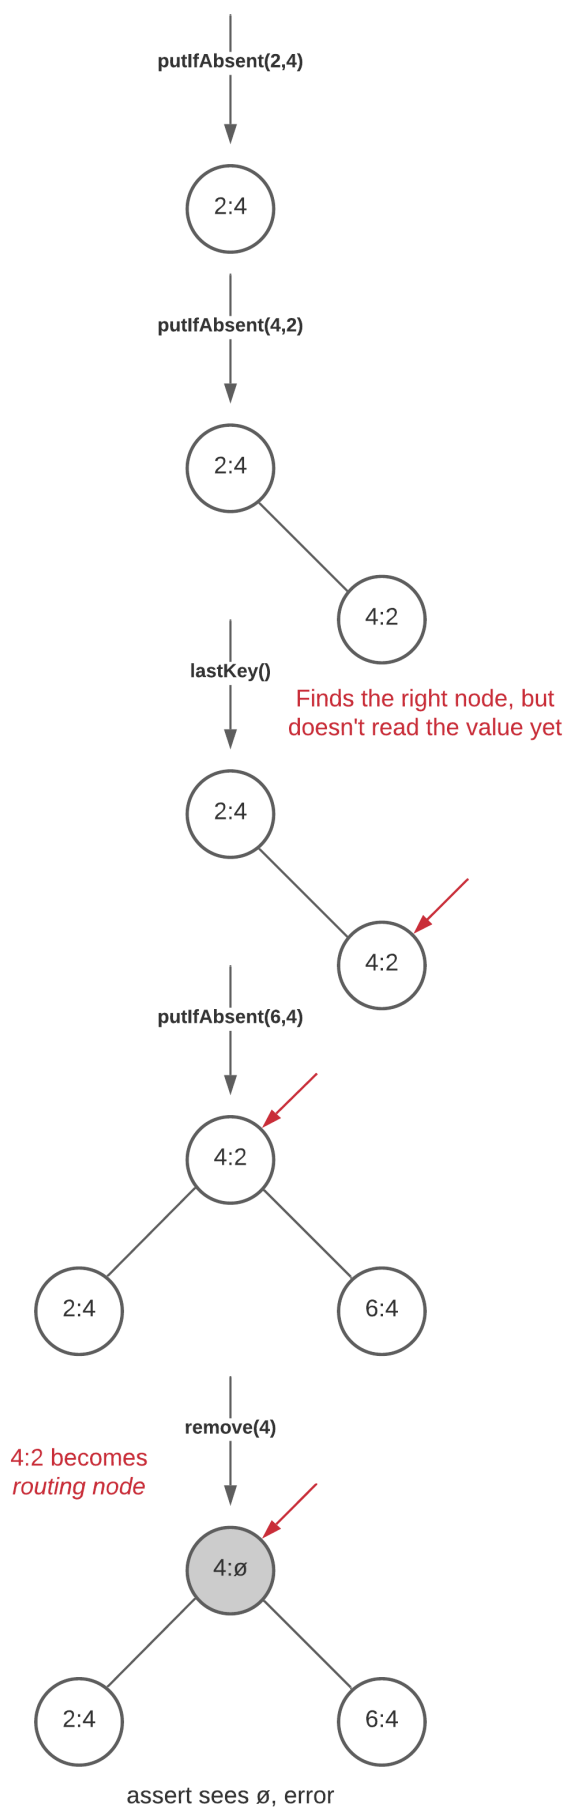 putIfAbsent(2,4)
2:4
putIfAbsent(4,2)
2:4
4:2
lastKey()
Finds the right node, but
doesn't read the value yet
2:4
4:2
putIfAbsent(6,4)
4:2
2:4
6:4
remove(4)
4:2 becomes
routing node
4:ø
2:4
6:4
assert sees ø, error